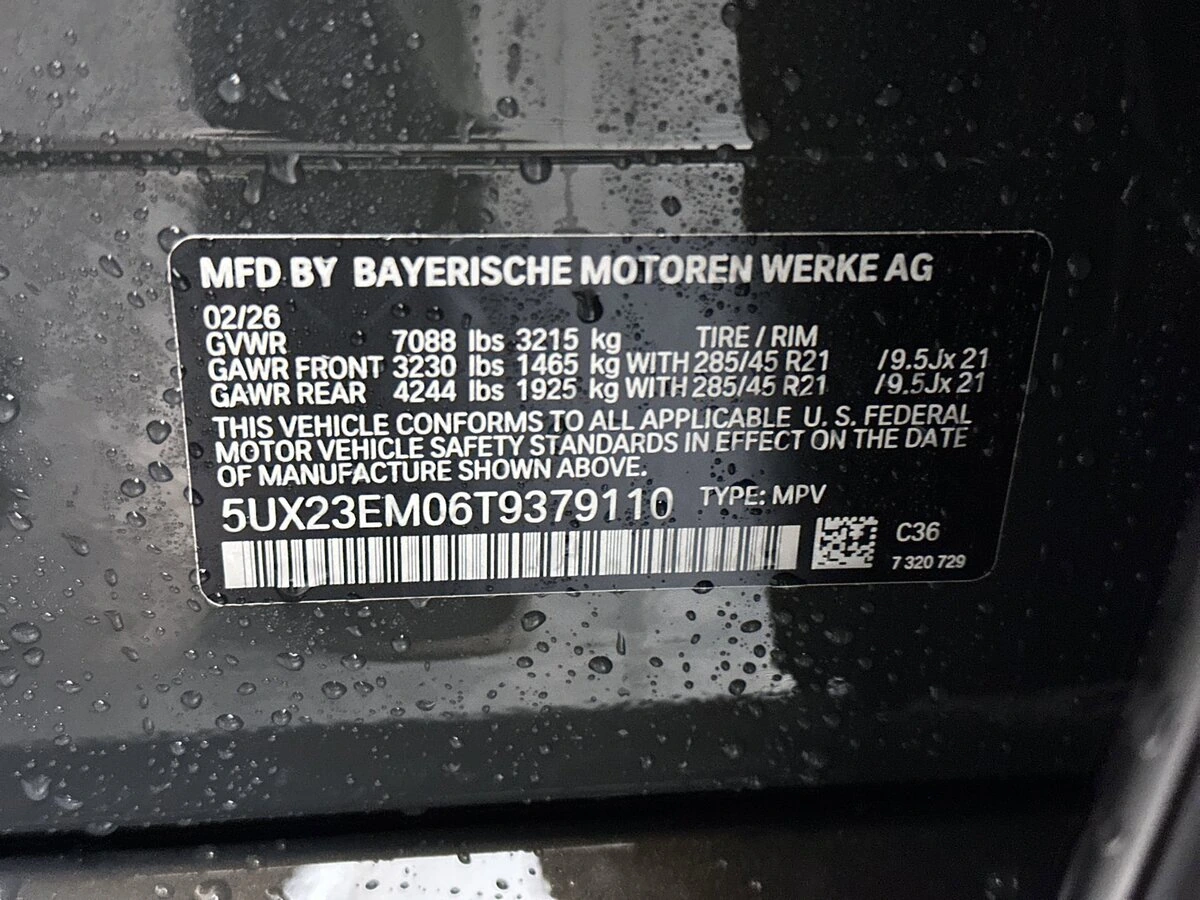 MFD BY BAYERISCHE MOTOREN WERKE AG
02/26
GVWR 7088 lbs 3215 kg TIRE / RIM
GAWR FRONT 3230 lbs 1465 kg WITH 285/45 R21 /9.5Jx 21
GAWR REAR 4244 lbs 1925 kg WITH 285/45 R21 /9.5Jx 21
THIS VEHICLE CONFORMS TO ALL APPLICABLE U. S. FEDERAL
MOTOR VEHICLE SAFETY STANDARDS IN EFFECT ON THE DATE
OF MANUFACTURE SHOWN ABOVE.
5UX23EM06T9379110 TYPE: MPV
C36
7 320 729